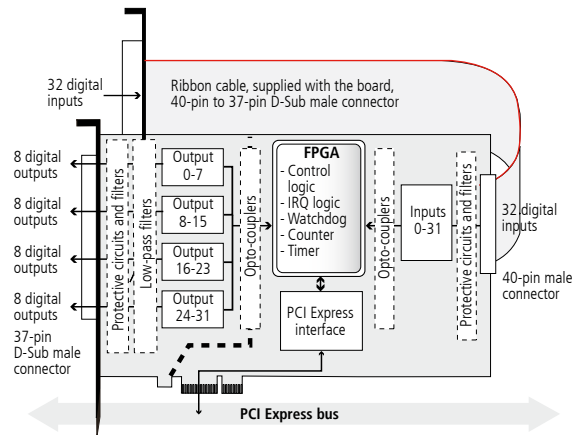 32 digital
inputs
Ribbon cable, supplied with the board,
40-pin to 37-pin D-Sub male connector
8 digital
outputs
8 digital
outputs
8 digital
outputs
8 digital
outputs
37-pin
D-Sub male
connector
Protective circuits and filters
Low-pass filters
Output
0-7
Output
8-15
Output
16-23
Output
24-31
Opto-couplers
FPGA
- Control
logic
- IRQ logic
- Watchdog
- Counter
- Timer
PCI Express
interface
Opto-couplers
Inputs
0-31
Protective circuits and filters
32 digital
inputs
40-pin male
connector
PCI Express bus